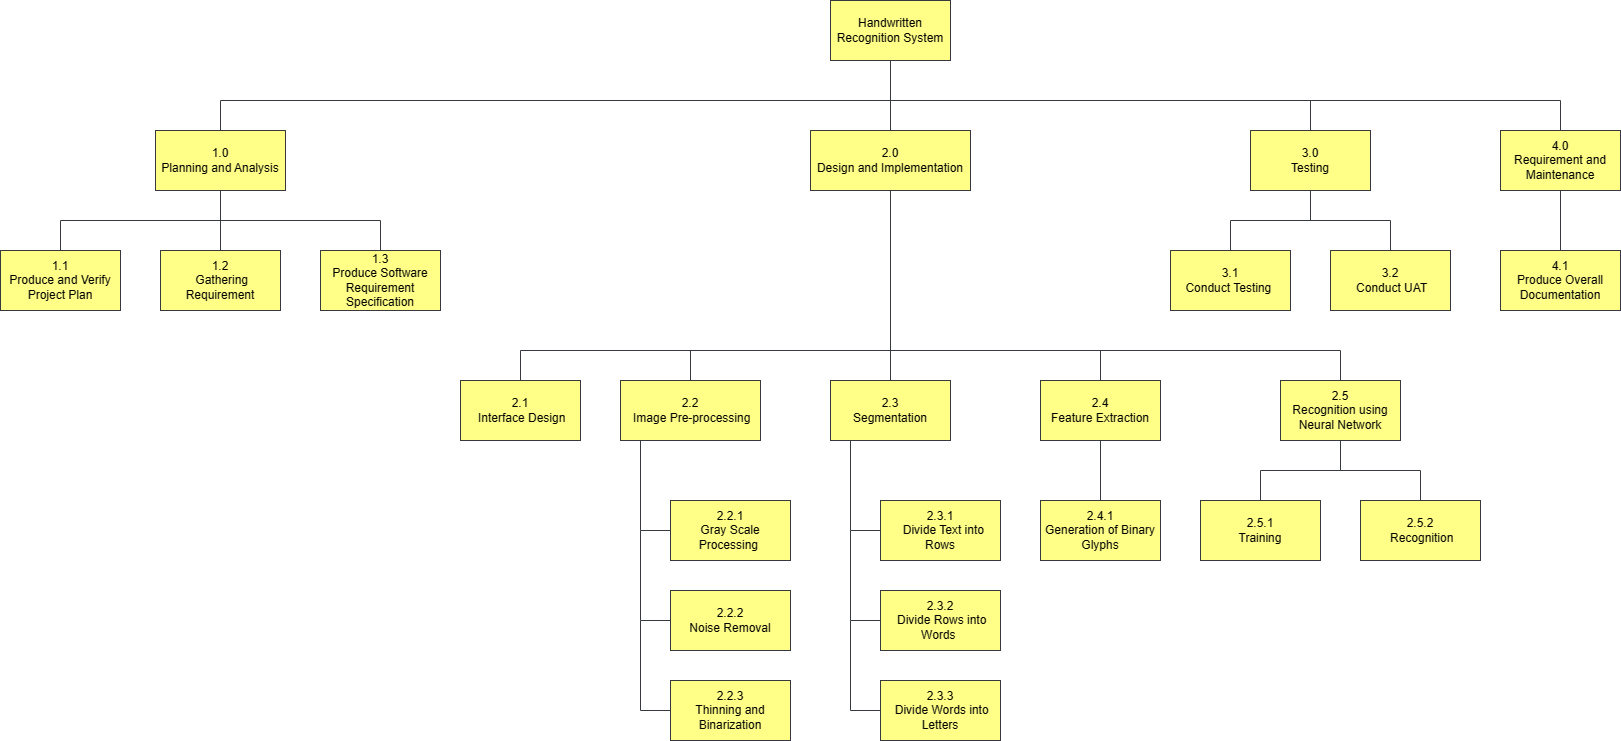 Handwritten
Recognition System
1.0
Planning and Analysis
2.0
Design and Implementation
3.0
Testing
4.0
Requirement and
Maintenance
1.1
Produce and Verify
Project Plan
1.2
Gathering
Requirement
1.3
Produce Software
Requirement
Specification
3.1
Conduct Testing
3.2
Conduct UAT
4.1
Produce Overall
Documentation
2.1
Interface Design
2.2
Image Pre-processing
2.3
Segmentation
2.4
Feature Extraction
2.5
Recognition using
Neural Network
2.2.1
Gray Scale
Processing
2.3.1
Divide Text into
Rows
2.4.1
Generation of Binary
Glyphs
2.5.1
Training
2.5.2
Recognition
2.2.2
Noise Removal
2.3.2
Divide Rows into
Words
2.2.3
Thinning and
Binarization
2.3.3
Divide Words into
Letters